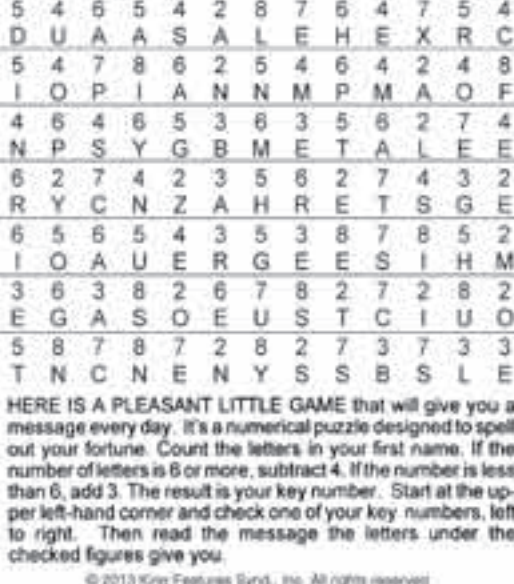 5 4 6 5 4 2 8 7 6 4 7 5 4
D U A A S A L E H E X R C
5 4 7 8 6 2 5 4 6 4 2 4 8
I O P I A N N M P M A O F
4 6 4 6 5 3 6 3 5 6 2 7 4
N P S Y G B M E T A L E E
6 2 7 4 2 3 5 6 2 7 4 3 2
R Y C N Z A H R E T S G E
6 5 6 5 4 3 5 3 8 7 8 5 2
I O A U E R G E E S I H M
3 6 3 8 2 6 7 8 2 7 2 8 2
E G A S O E U S T C I U O
5 8 7 8 7 2 8 2 7 3 7 3 3
T N C N E N Y S S B S L E
HERE IS A PLEASANT LITTLE GAME that will give you a
message every day. It's a numerical puzzle designed to spell
out your fortune. Count the letters in your first name. If the
number of letters is 6 or more, subtract 4. If the number is less
than 6, add 3. The result is your key number. Start at the up-
per left-hand corner and check one of your key numbers, left
to right. Then read the message the letters under the
checked figures give you.
© 2013 King Features Synd., Inc. All rights reserved.